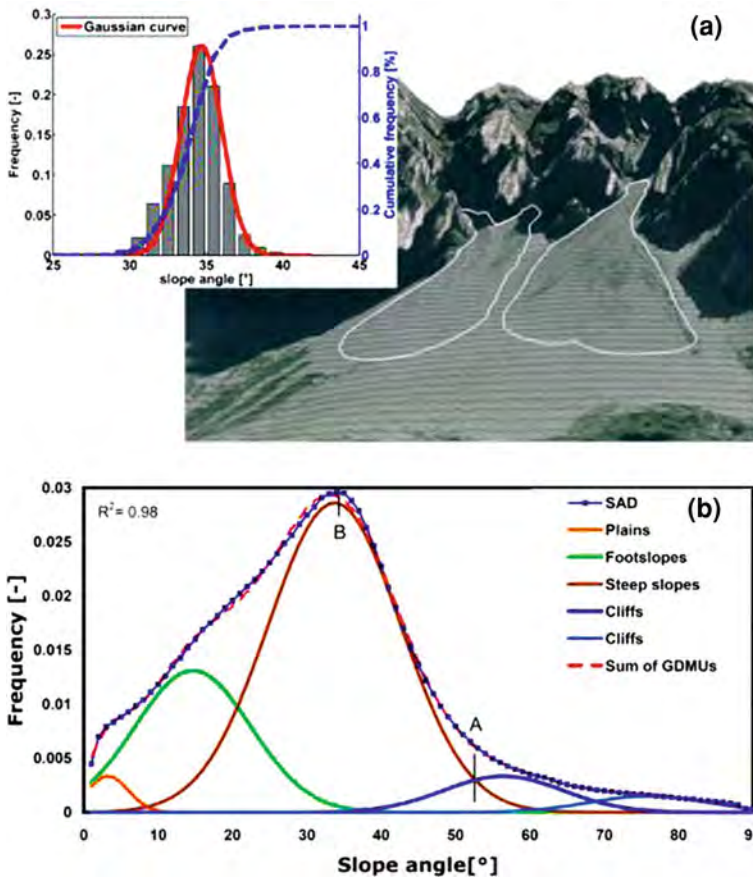 (a)
Gaussian curve
Frequency [-]
0.3
0.25
0.2
0.15
0.1
0.05
0
25
30
35
40
45
slope angle [°]
1
0.8
0.6
0.4
0.2
0
Cumulative frequency [%]
(b)
R²= 0.98
Frequency [-]
0.03
0.025
0.02
0.015
0.01
0.005
0
0
10
20
30
40
50
60
70
80
9
Slope angle[°]
B
A
SAD
Plains
Footslopes
Steep slopes
Cliffs
Cliffs
Sum of GDMUs